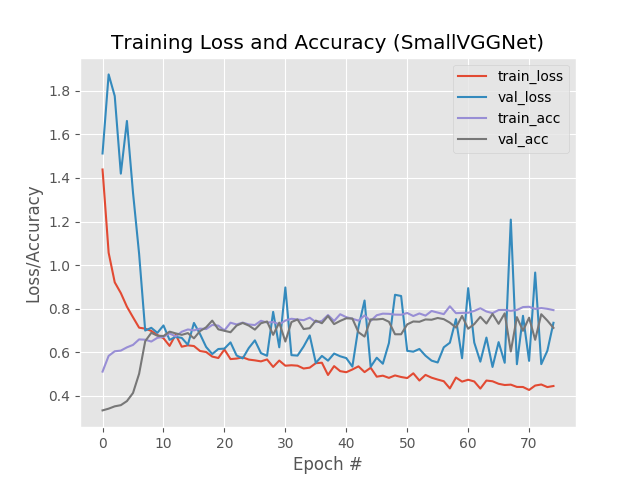 Training Loss and Accuracy (SmallVGGNet)
train_loss
val_loss
train_acc
val_acc
Loss/Accuracy
1.8
1.6
1.4
1.2
1.0
0.8
0.6
0.4
0 10 20 30 40 50 60 70
Epoch #